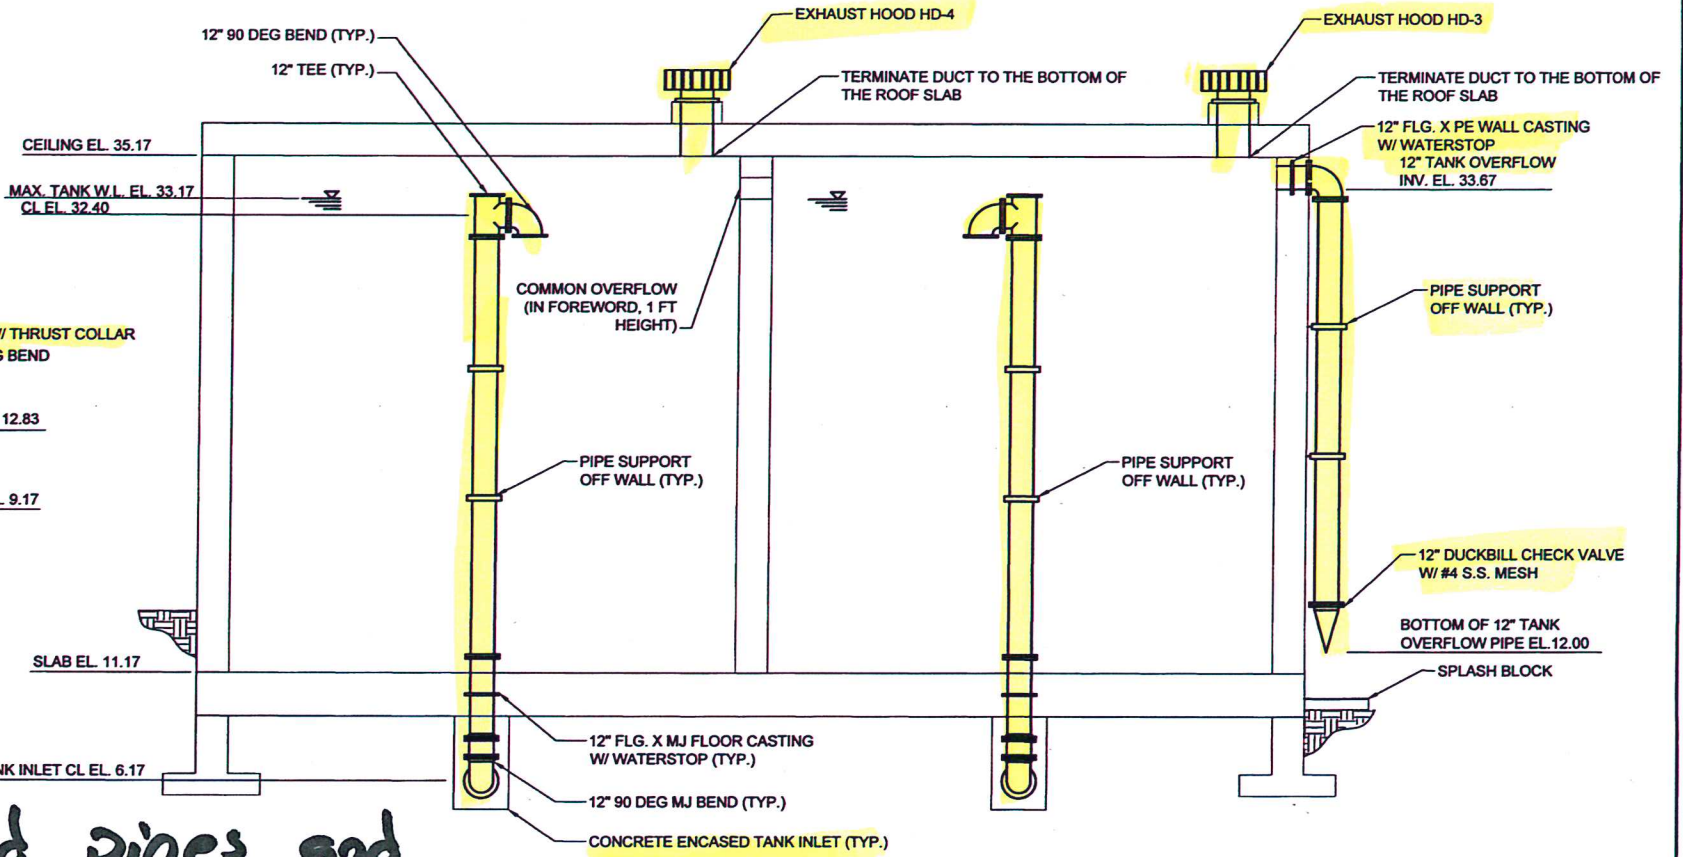 EXHAUST HOOD HD-4
EXHAUST HOOD HD-3
12" 90 DEG BEND (TYP.)
12" TEE (TYP.)
TERMINATE DUCT TO THE BOTTOM OF
THE ROOF SLAB
TERMINATE DUCT TO THE BOTTOM OF
THE ROOF SLAB
12" FLG. X PE WALL CASTING
W/ WATERSTOP
12" TANK OVERFLOW
INV. EL. 33.67
CEILING EL. 35.17
MAX. TANK W.L. EL. 33.17
CL EL. 32.40
COMMON OVERFLOW
(IN FOREWORD, 1 FT
HEIGHT)
PIPE SUPPORT
OFF WALL (TYP.)
W/ THRUST COLLAR
BEND
12.83
PIPE SUPPORT
OFF WALL (TYP.)
PIPE SUPPORT
OFF WALL (TYP.)
9.17
12" DUCKBILL CHECK VALVE
W/ #4 S.S. MESH
BOTTOM OF 12" TANK
OVERFLOW PIPE EL.12.00
SPLASH BLOCK
SLAB EL. 11.17
12" FLG. X MJ FLOOR CASTING
W/ WATERSTOP (TYP.)
NK INLET CL EL. 6.17
12" 90 DEG MJ BEND (TYP.)
CONCRETE ENCASED TANK INLET (TYP.)
pipes and